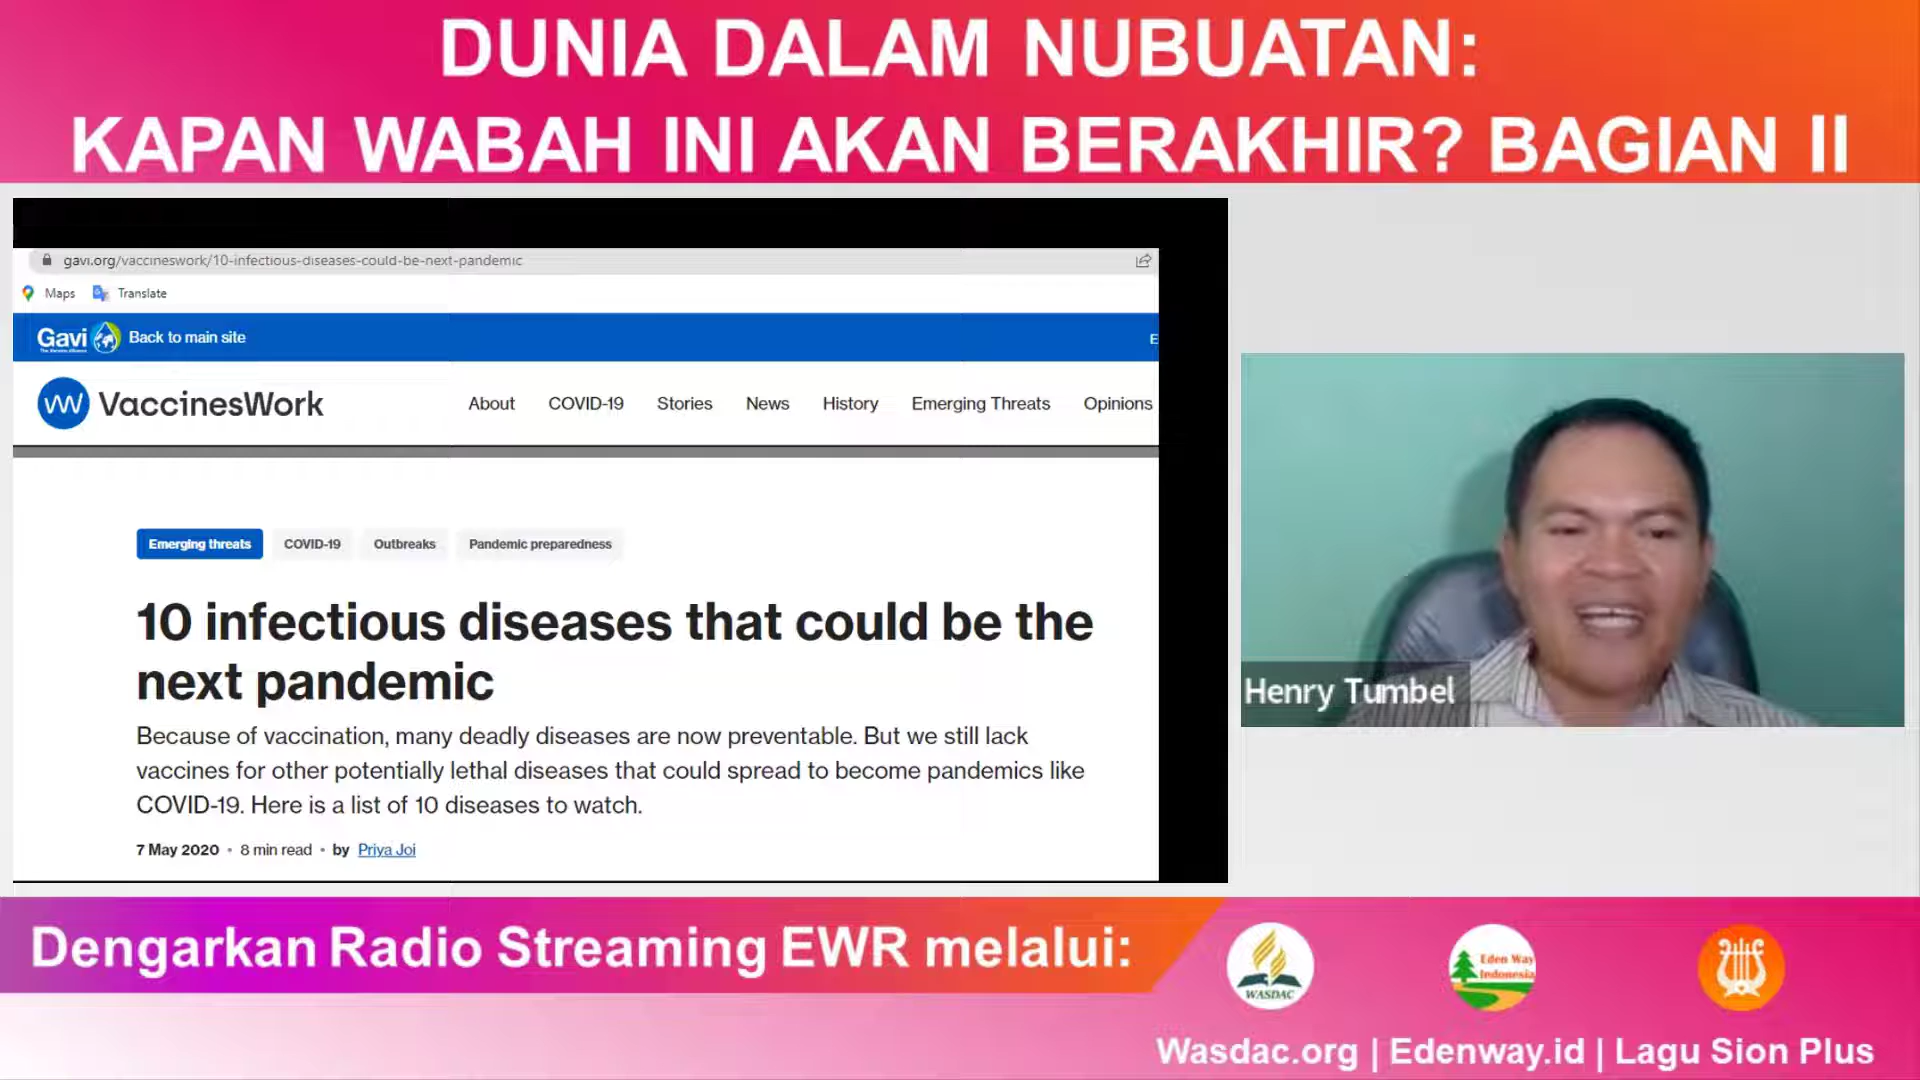 DUNIA DALAM NUBUATAN:
KAPAN WABAH INI AKAN BERAKHIR? BAGIAN II
gavi.org/vaccineswork/10-infectious-diseases-could-be-next-pandemic
Maps Translate
Gavi Back to main site E
VaccinesWork About COVID-19 Stories News History Emerging Threats Opinions
Emerging threats COVID-19 Outbreaks Pandemic preparedness
10 infectious diseases that could be the
next pandemic
Because of vaccination, many deadly diseases are now preventable. But we still lack
vaccines for other potentially lethal diseases that could spread to become pandemics like
COVID-19. Here is a list of 10 diseases to watch.
7 May 2020 • 8 min read • by Priya Joi
Henry Tumbel
Dengarkan Radio Streaming EWR melalui:
WASDAC
Eden Way
Indonesia
Wasdac.org | Edenway.id | Lagu Sion Plus